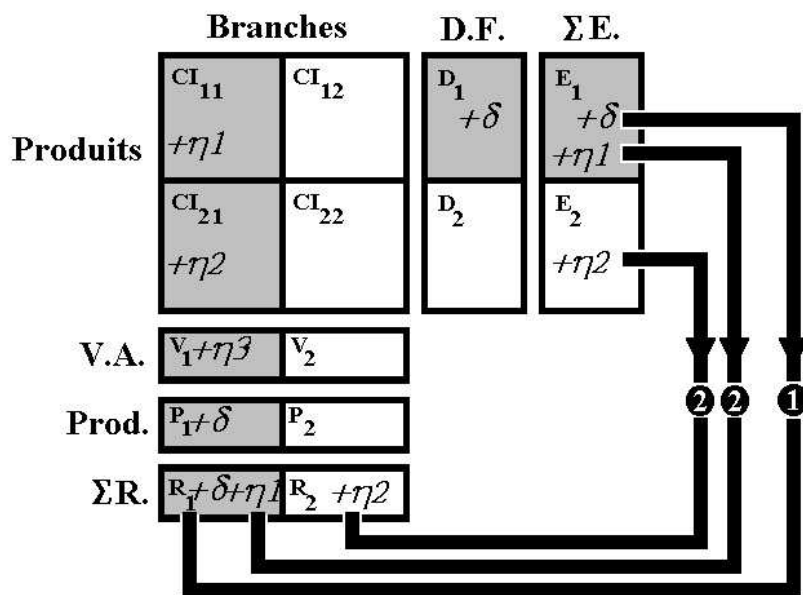 Branches D.F. ΣE.
CI11 CI12 D1 E1
+δ +δ
Produits +η1 +η1
CI21 CI22 D2 E2
+η2 +η2
V.A. V1+η3 V2
Prod. P1+δ P2
2 2 1
ΣR. R1+δ+η1 R2 +η2